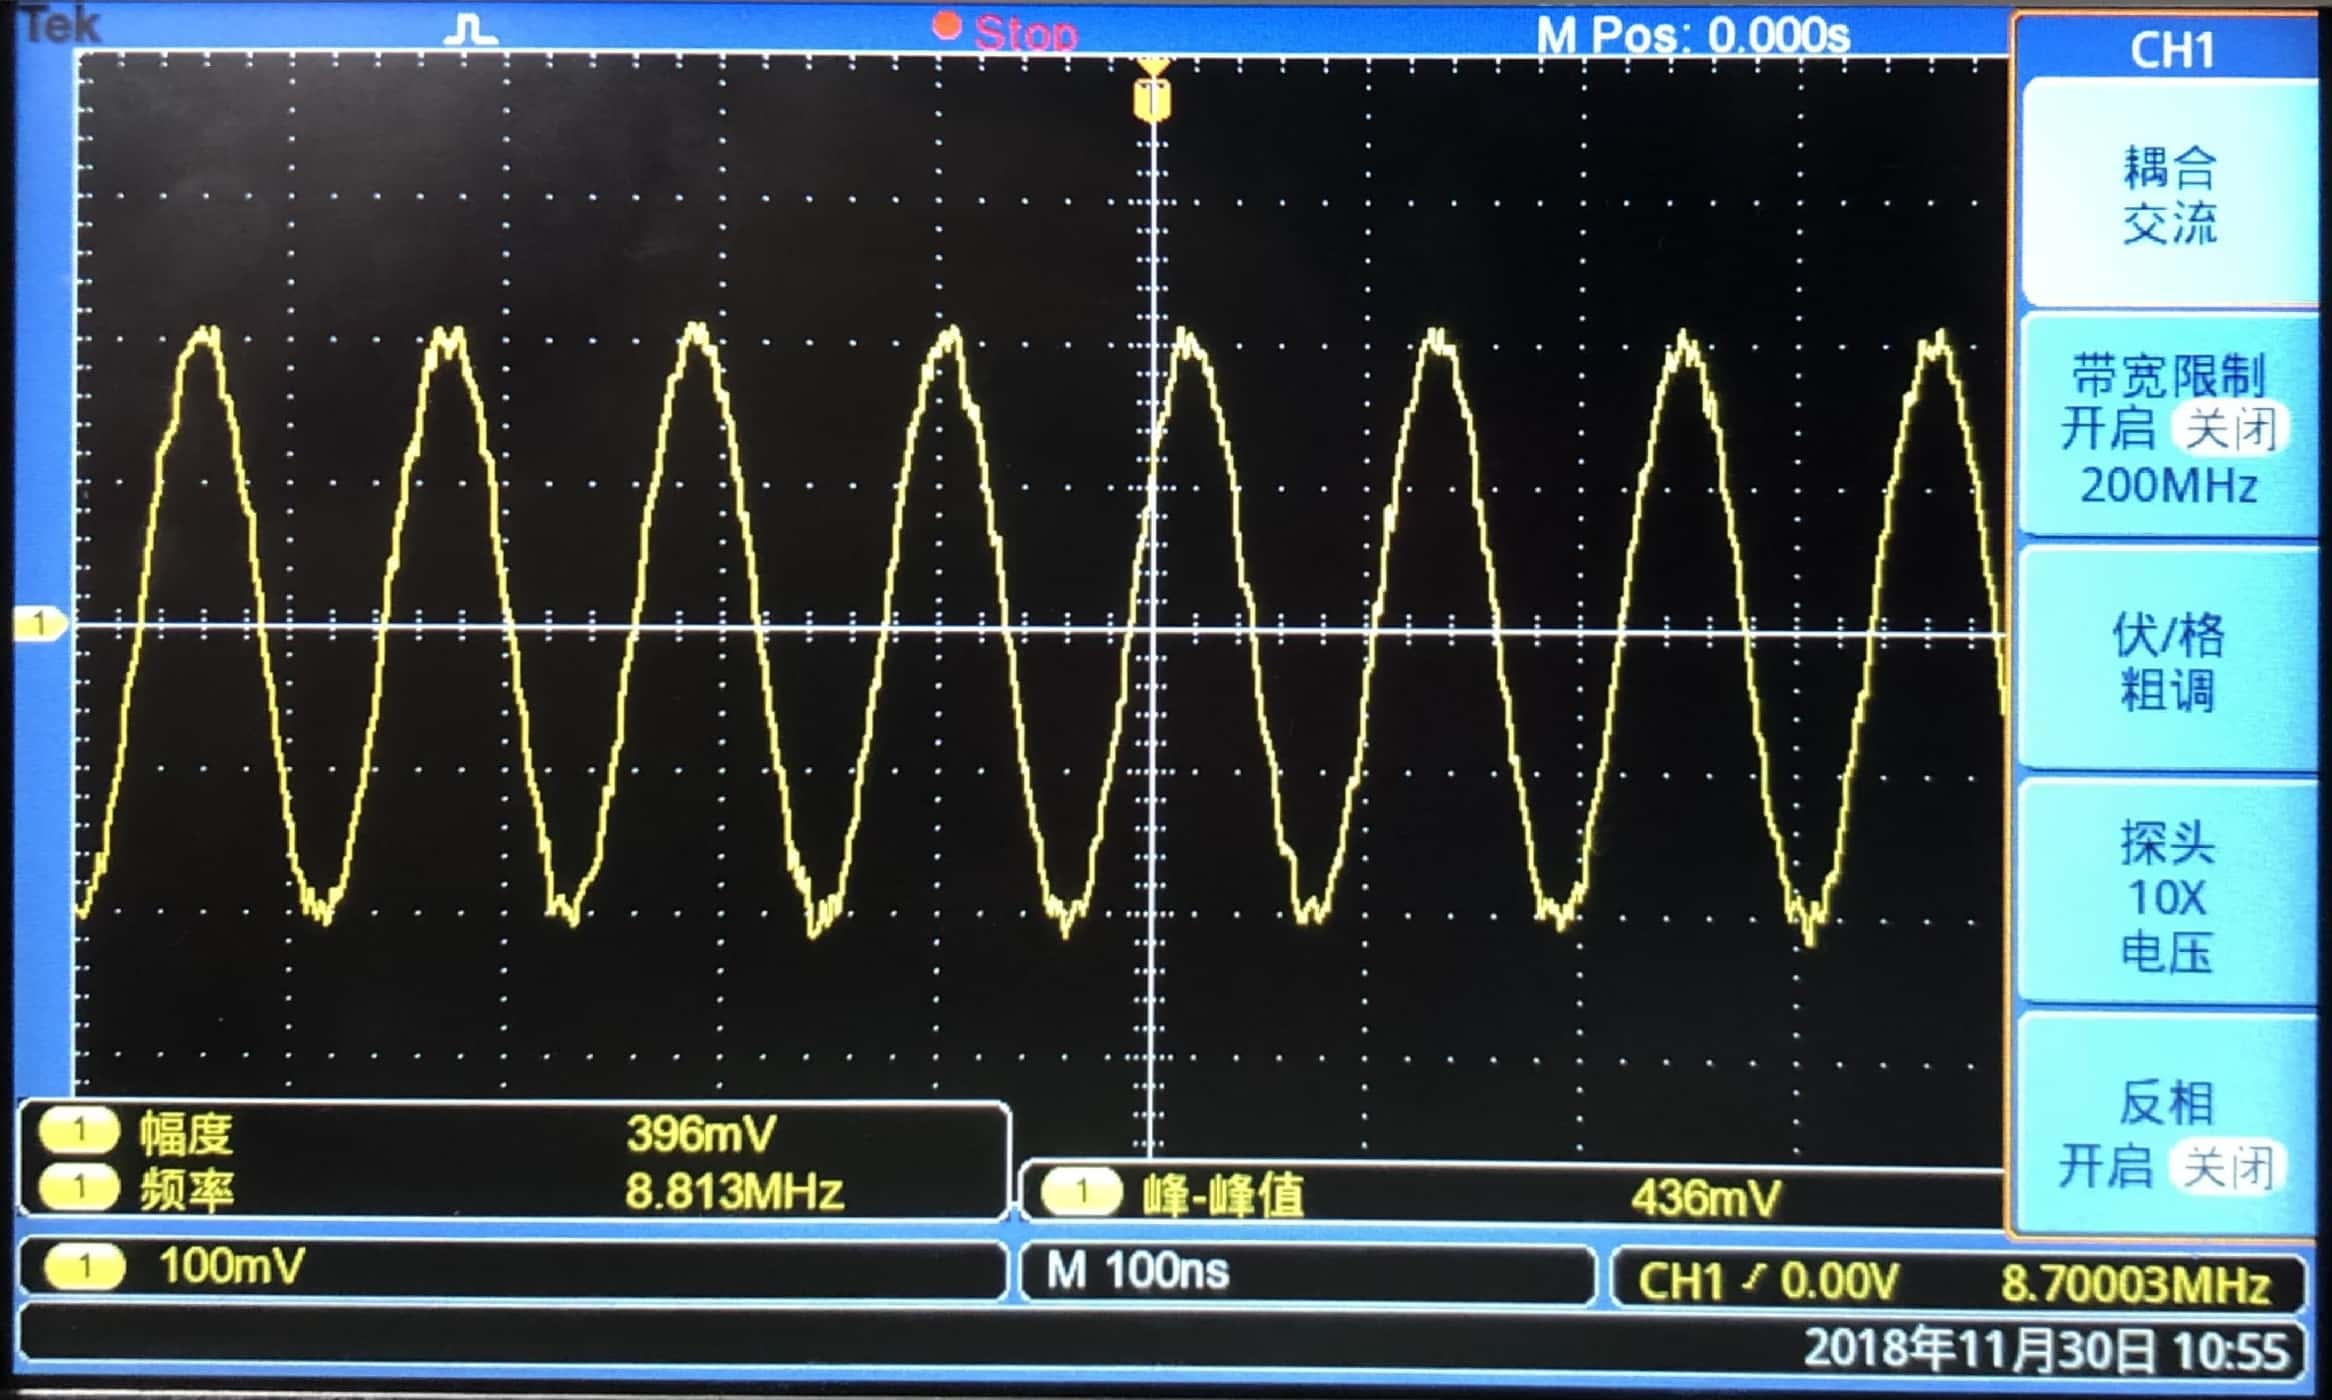 Tek
Stop
M Pos: 0.000s
CH1
耦合
交流
带宽限制
开启 关闭
200MHz
伏/格
粗调
探头
10X
电压
反相
开启 关闭
T
1
1 幅度 396mV
1 频率 8.813MHz
1 峰-峰值 436mV
1 100mV
M 100ns
CH1 0.00V 8.70003MHz
2018年11月30日 10:55